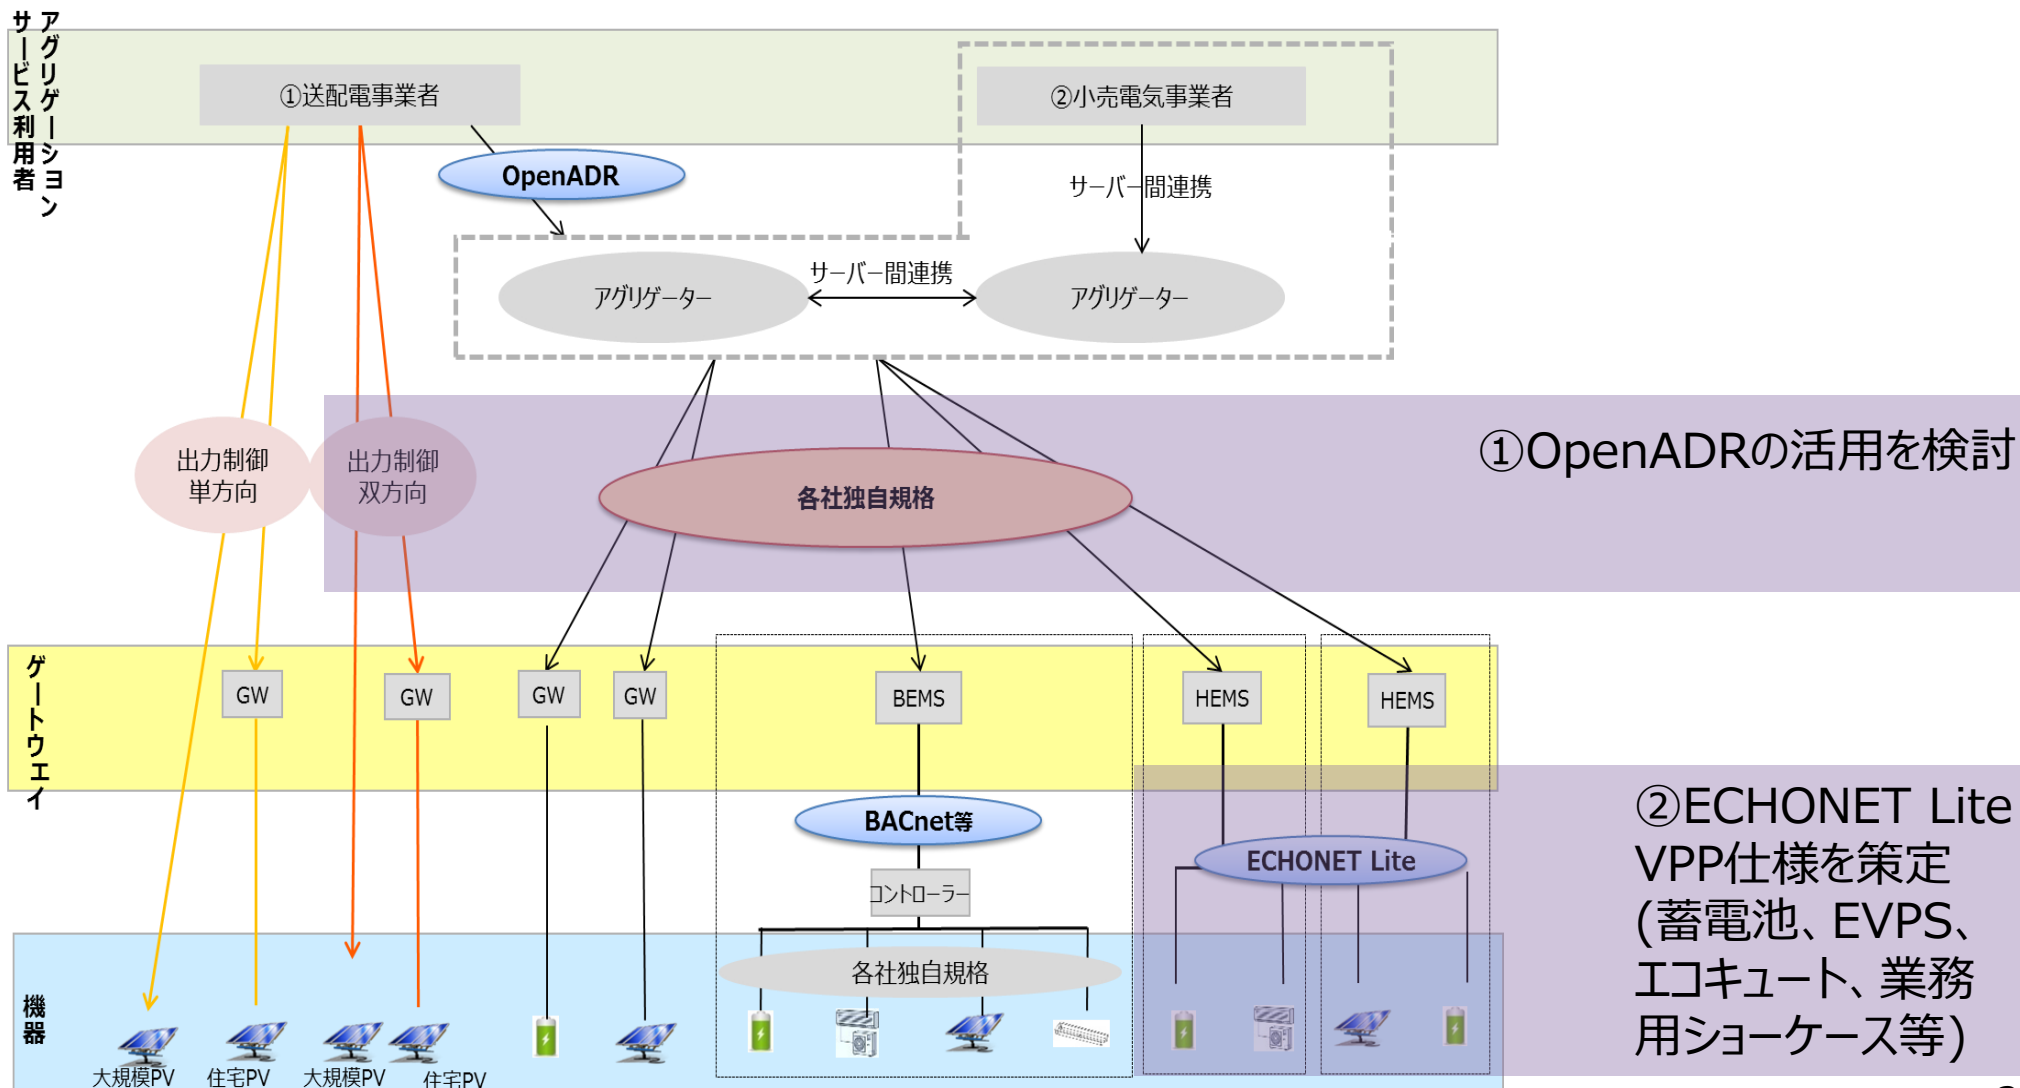 アグリゲーション
サービス利用者
①送配電事業者
②小売電気事業者
OpenADR
サーバー間連携
サーバー間連携
アグリゲーター
アグリゲーター
①OpenADRの活用を検討
出力制御
単方向
出力制御
双方向
各社独自規格
ゲートウエイ
GW
GW
GW
GW
BEMS
HEMS
HEMS
BACnet等
ECHONET Lite
コントローラー
②ECHONET Lite
VPP仕様を策定
(蓄電池、EVPS、
エコキュート、業務
用ショーケース等)
各社独自規格
機器
大規模PV
住宅PV
大規模PV
住宅PV